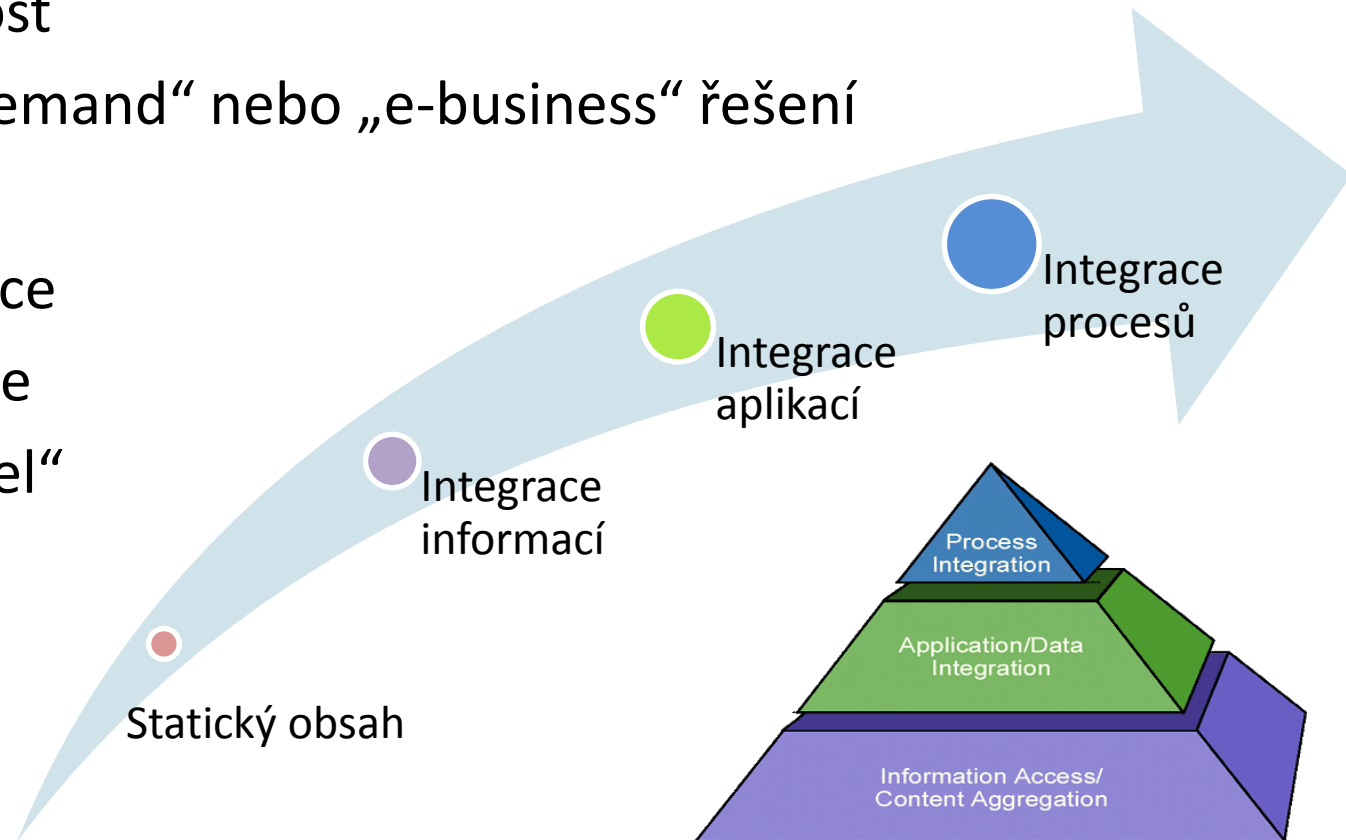 ost
emand“ nebo „e-business“ řešení
ce
e
el“
Integrace
procesů
Integrace
aplikací
Integrace
informací
Statický obsah
Process
Integration
Application/Data
Integration
Information Access/
Content Aggregation